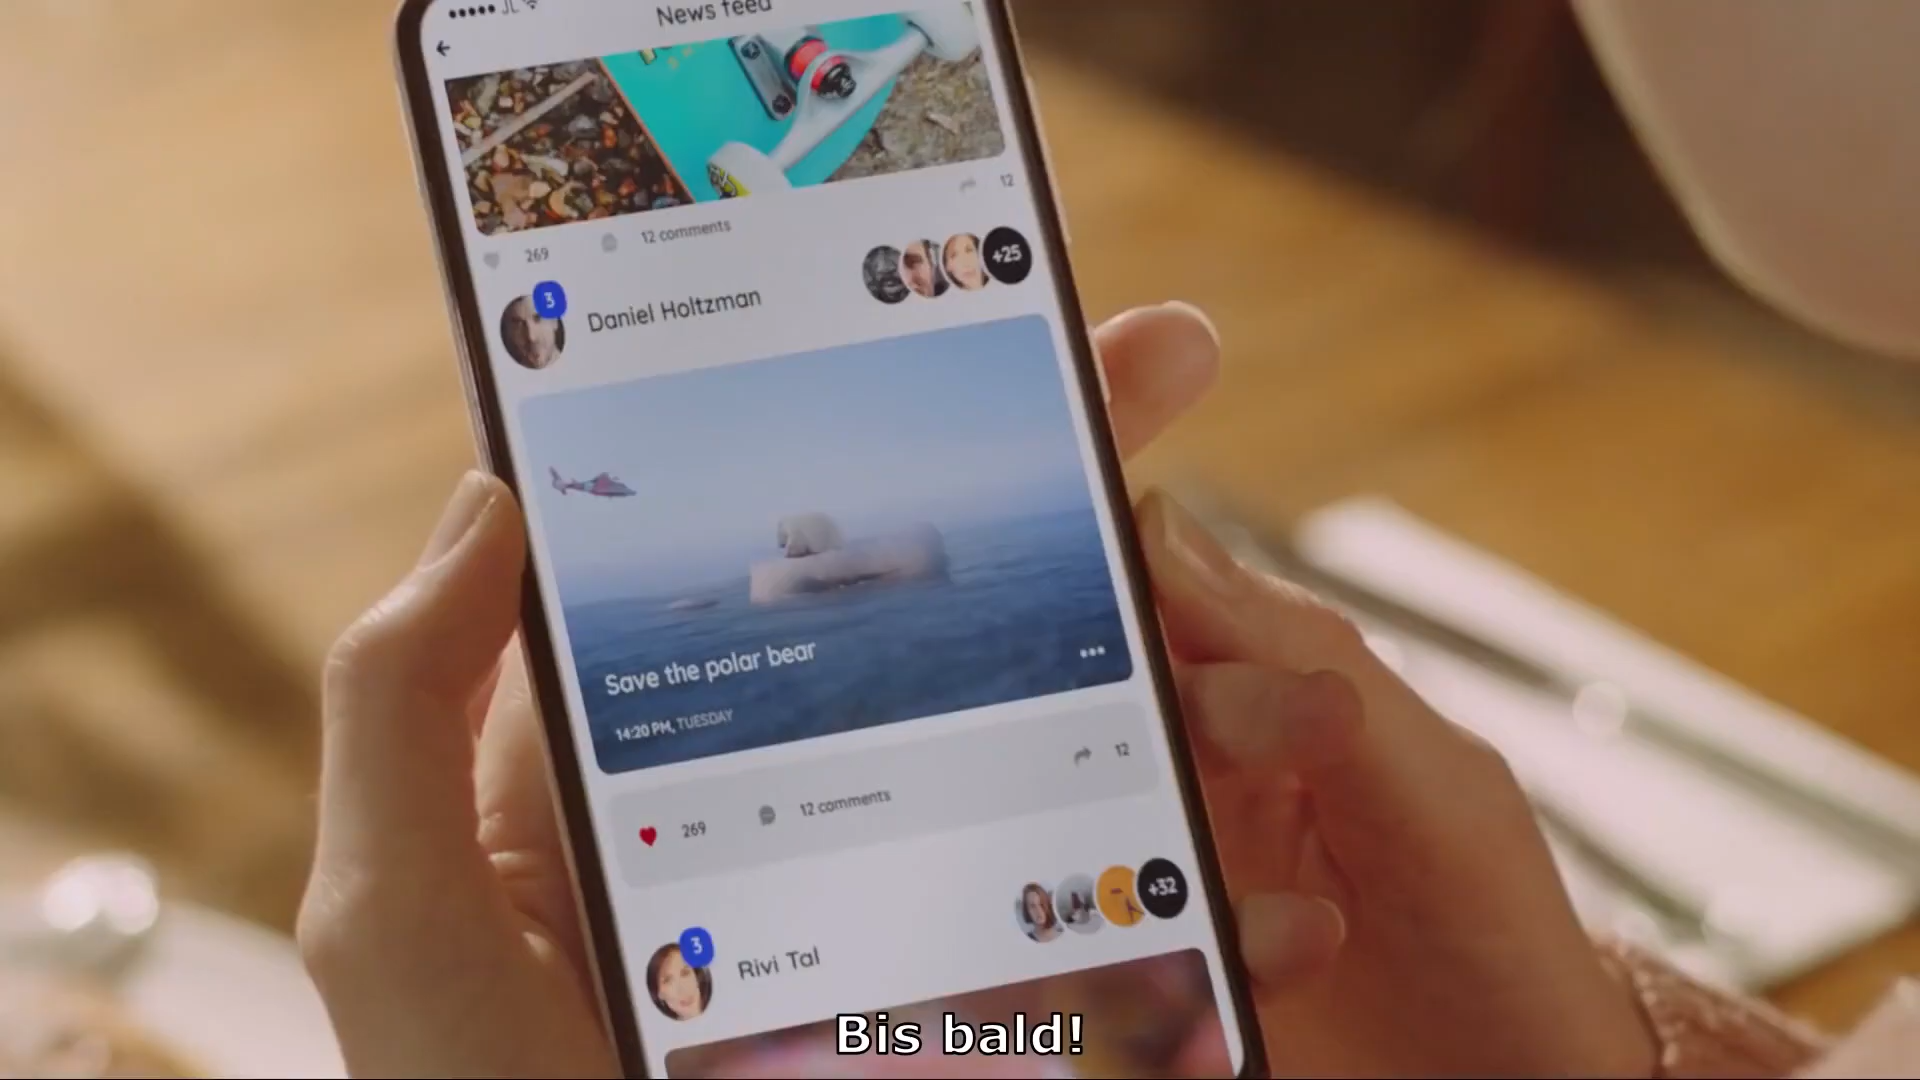 JL
News feed
269
12 comments
12
3
Daniel Holtzman
+25
Save the polar bear
14:20 PM, TUESDAY
269
12 comments
12
3
Rivi Tal
+32
Bis bald!